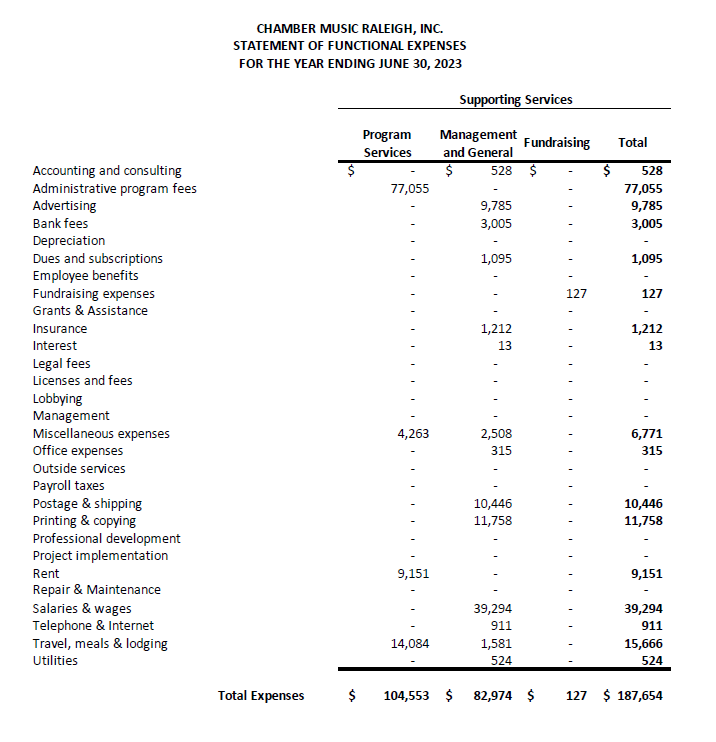 CHAMBER MUSIC RALEIGH, INC.
STATEMENT OF FUNCTIONAL EXPENSES
FOR THE YEAR ENDING JUNE 30, 2023
Supporting Services
Program Services Management and General Fundraising Total
Accounting and consulting $ - $ 528 $ - $ 528
Administrative program fees 77,055 - - 77,055
Advertising - 9,785 - 9,785
Bank fees - 3,005 - 3,005
Depreciation - - - -
Dues and subscriptions - 1,095 - 1,095
Employee benefits - - - -
Fundraising expenses - - 127 127
Grants & Assistance - - - -
Insurance - 1,212 - 1,212
Interest - 13 - 13
Legal fees - - - -
Licenses and fees - - - -
Lobbying - - - -
Management - - - -
Miscellaneous expenses 4,263 2,508 - 6,771
Office expenses - 315 - 315
Outside services - - - -
Payroll taxes - - - -
Postage & shipping - 10,446 - 10,446
Printing & copying - 11,758 - 11,758
Professional development - - - -
Project implementation - - - -
Rent 9,151 - - 9,151
Repair & Maintenance - - - -
Salaries & wages - 39,294 - 39,294
Telephone & Internet - 911 - 911
Travel, meals & lodging 14,084 1,581 - 15,666
Utilities - 524 - 524
Total Expenses $ 104,553 $ 82,974 $ 127 $ 187,654